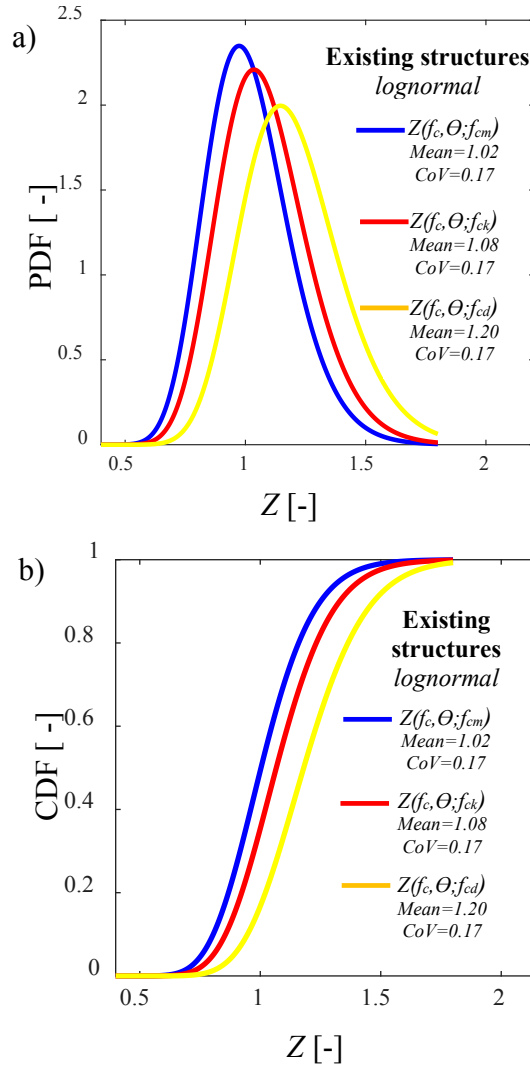 a)
2.5
2
1.5
1
0.5
0
PDF [ -]
Existing structures
lognormal
Z(fc,Θ;fcm)
Mean=1.02
CoV=0.17
Z(fc,Θ;fck)
Mean=1.08
CoV=0.17
Z(fc,Θ;fcd)
Mean=1.20
CoV=0.17
0.5 1 1.5 2
Z [-]
b)
1
0.8
0.6
0.4
0.2
0
CDF [ -]
Existing
structures
lognormal
Z(fc,Θ;fcm)
Mean=1.02
CoV=0.17
Z(fc,Θ;fck)
Mean=1.08
CoV=0.17
Z(fc,Θ;fcd)
Mean=1.20
CoV=0.17
0.5 1 1.5 2
Z [-]